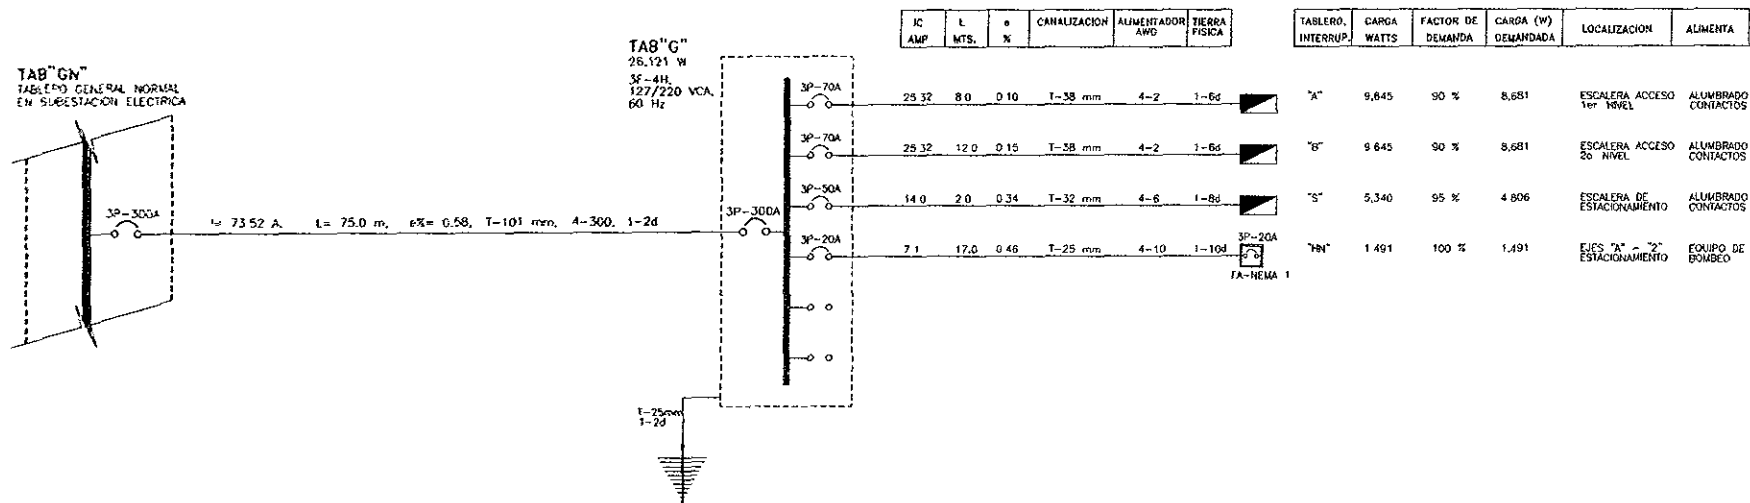 TAB"GN"
TABLERO GENERAL NORMAL
EN SUBESTACION ELECTRICA
3P-300A
I= 73.52 A, L= 75.0 m, e%= 0.58, T-101 mm, 4-300, 1-2d
TAB"G"
26,121 W
3F-4H,
127/220 VCA,
60 Hz
3P-300A
T-25mm
1-2d
IC AMP L MTS. e % CANALIZACION ALIMENTADOR AWG TIERRA FISICA TABLERO, INTERRUP. CARGA WATTS FACTOR DE DEMANDA CARGA (W) DEMANDADA LOCALIZACION ALIMENTA
3P-70A 25.32 8.0 0.10 T-38 mm 4-2 1-6d "A" 9,645 90 % 8,681 ESCALERA ACCESO 1er NIVEL ALUMBRADO CONTACTOS
3P-70A 25.32 12.0 0.15 T-38 mm 4-2 1-6d "B" 9 645 90 % 8,681 ESCALERA ACCESO 2o NIVEL ALUMBRADO CONTACTOS
3P-50A 14.0 2.0 0.34 T-32 mm 4-6 1-8d "S" 5,340 95 % 4 806 ESCALERA DE ESTACIONAMIENTO ALUMBRADO CONTACTOS
3P-20A 7.1 17.0 0.46 T-25 mm 4-10 1-10d 3P-20A FA-NEMA 1 "HN" 1 491 100 % 1,491 EJES "A" - "2" ESTACIONAMIENTO EQUIPO DE BOMBEO